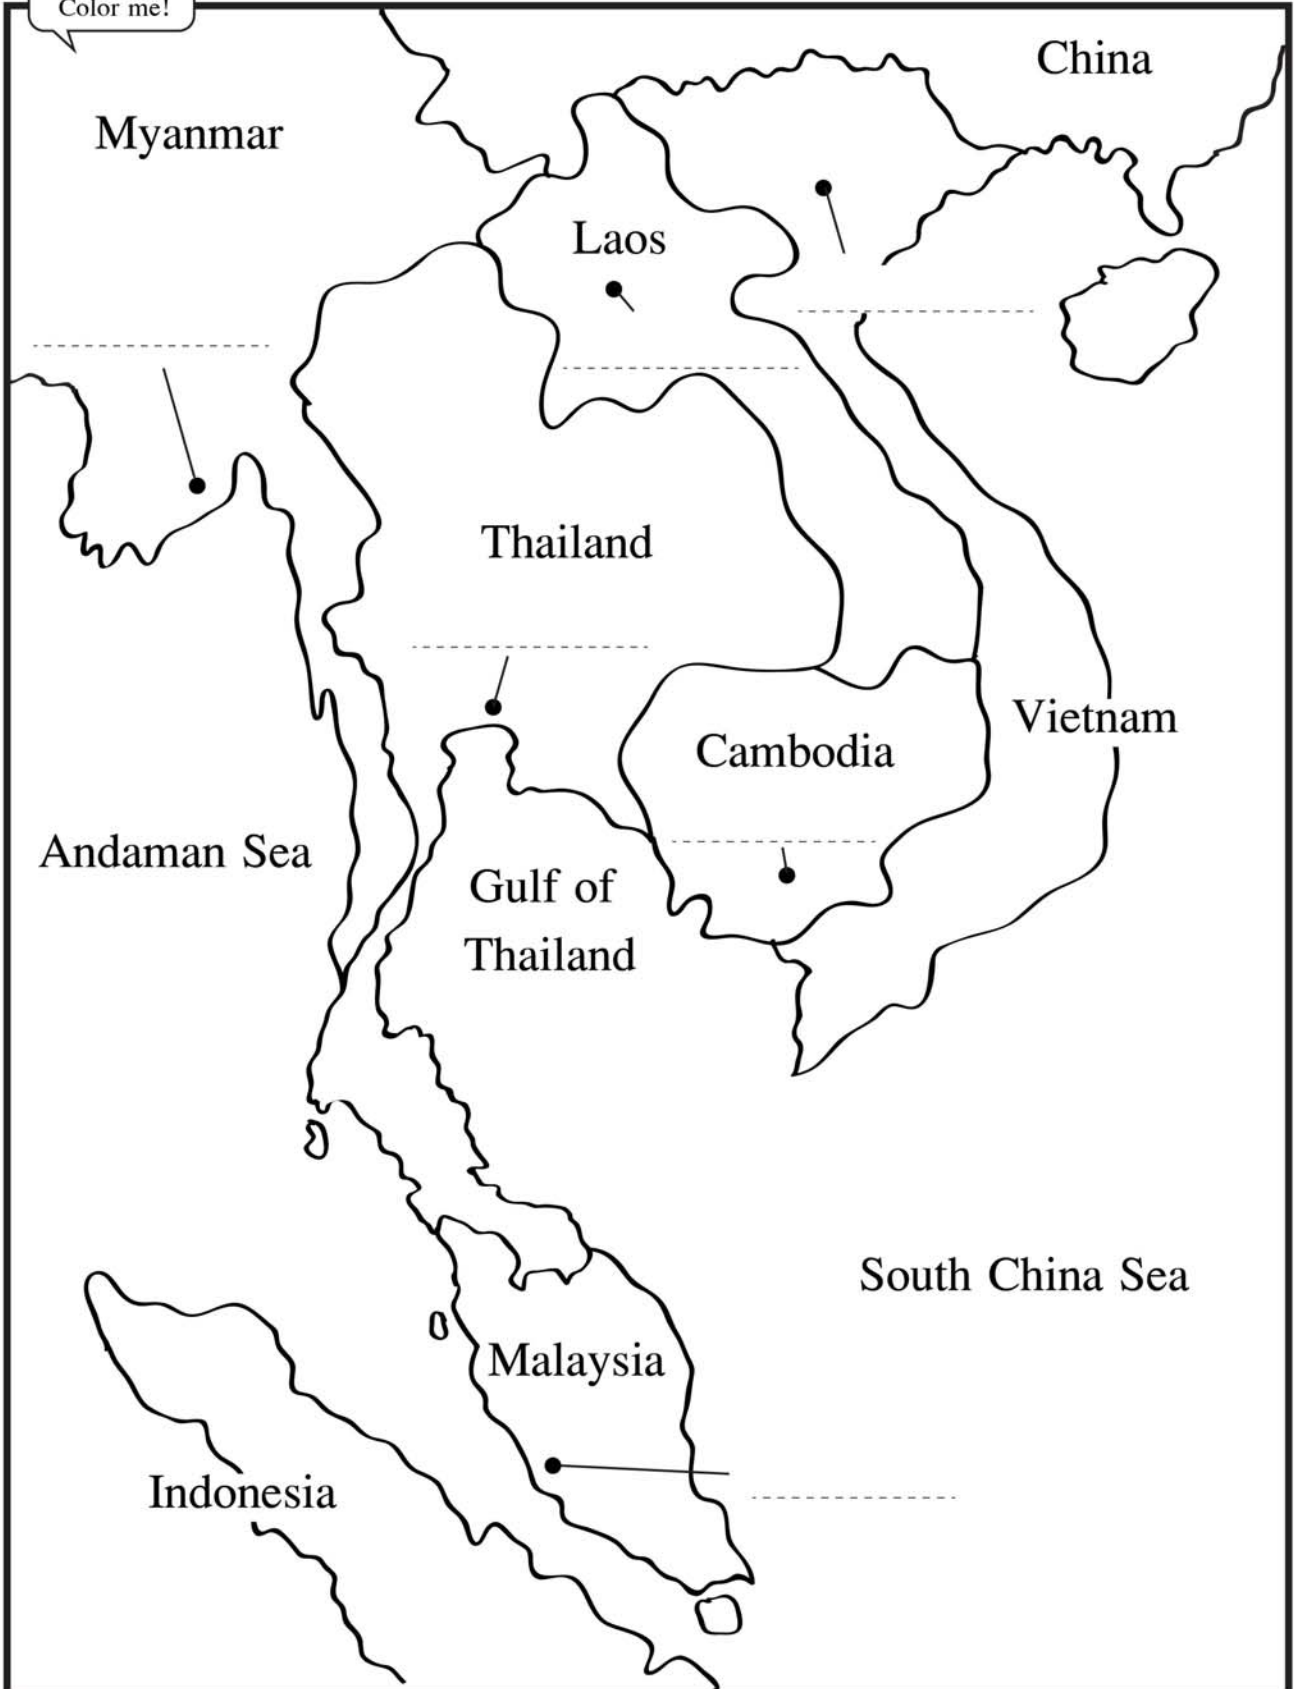 Color me!
China
Myanmar
Laos
Thailand
Vietnam
Cambodia
Andaman Sea
Gulf of
Thailand
South China Sea
Malaysia
Indonesia